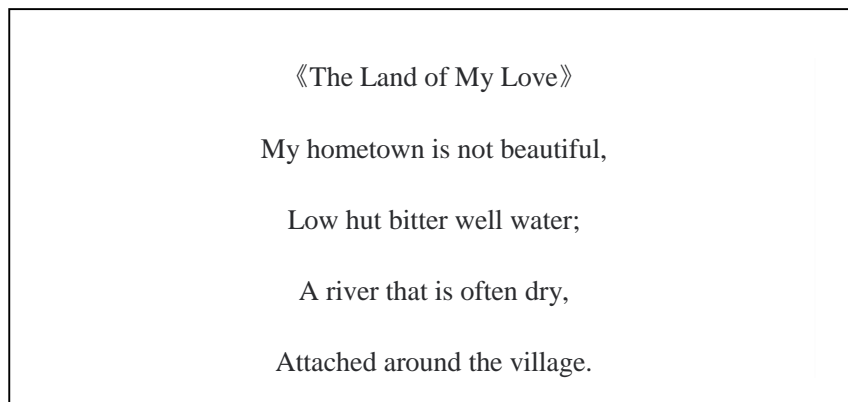 《The Land of My Love》
My hometown is not beautiful,
Low hut bitter well water;
A river that is often dry,
Attached around the village.